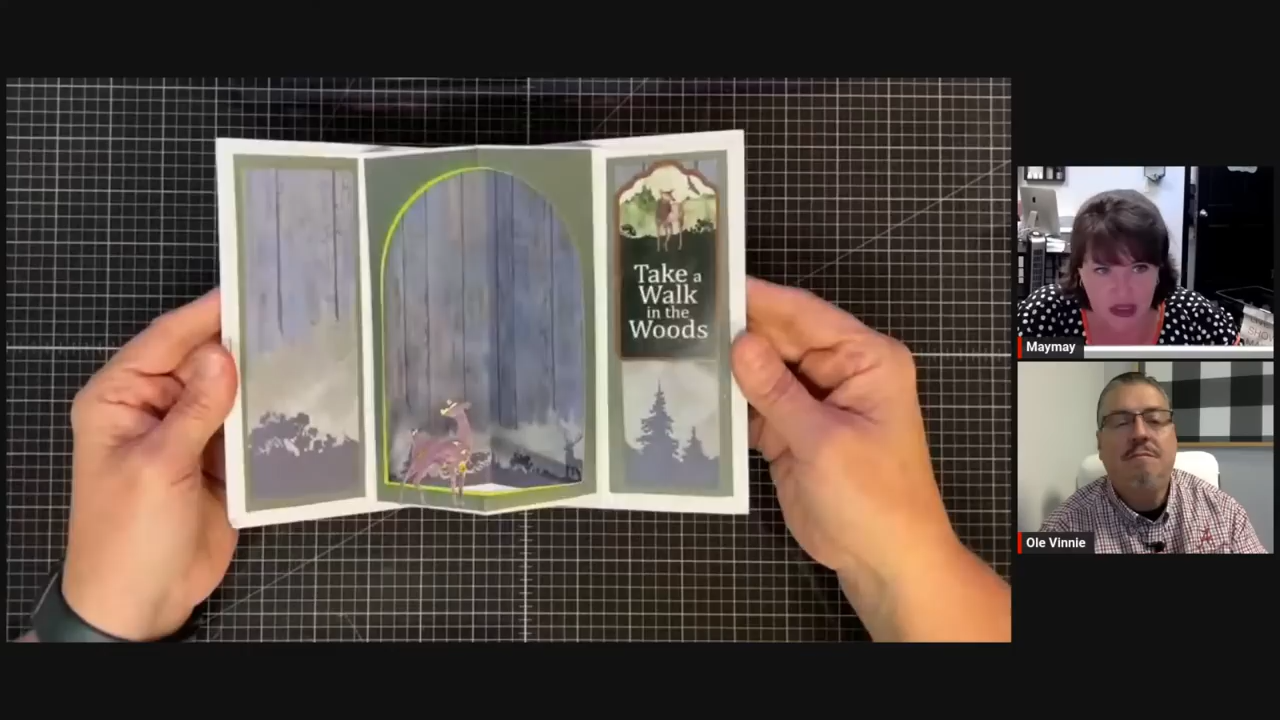 Take a
Walk
in the
Woods
Maymay
Ole Vinnie